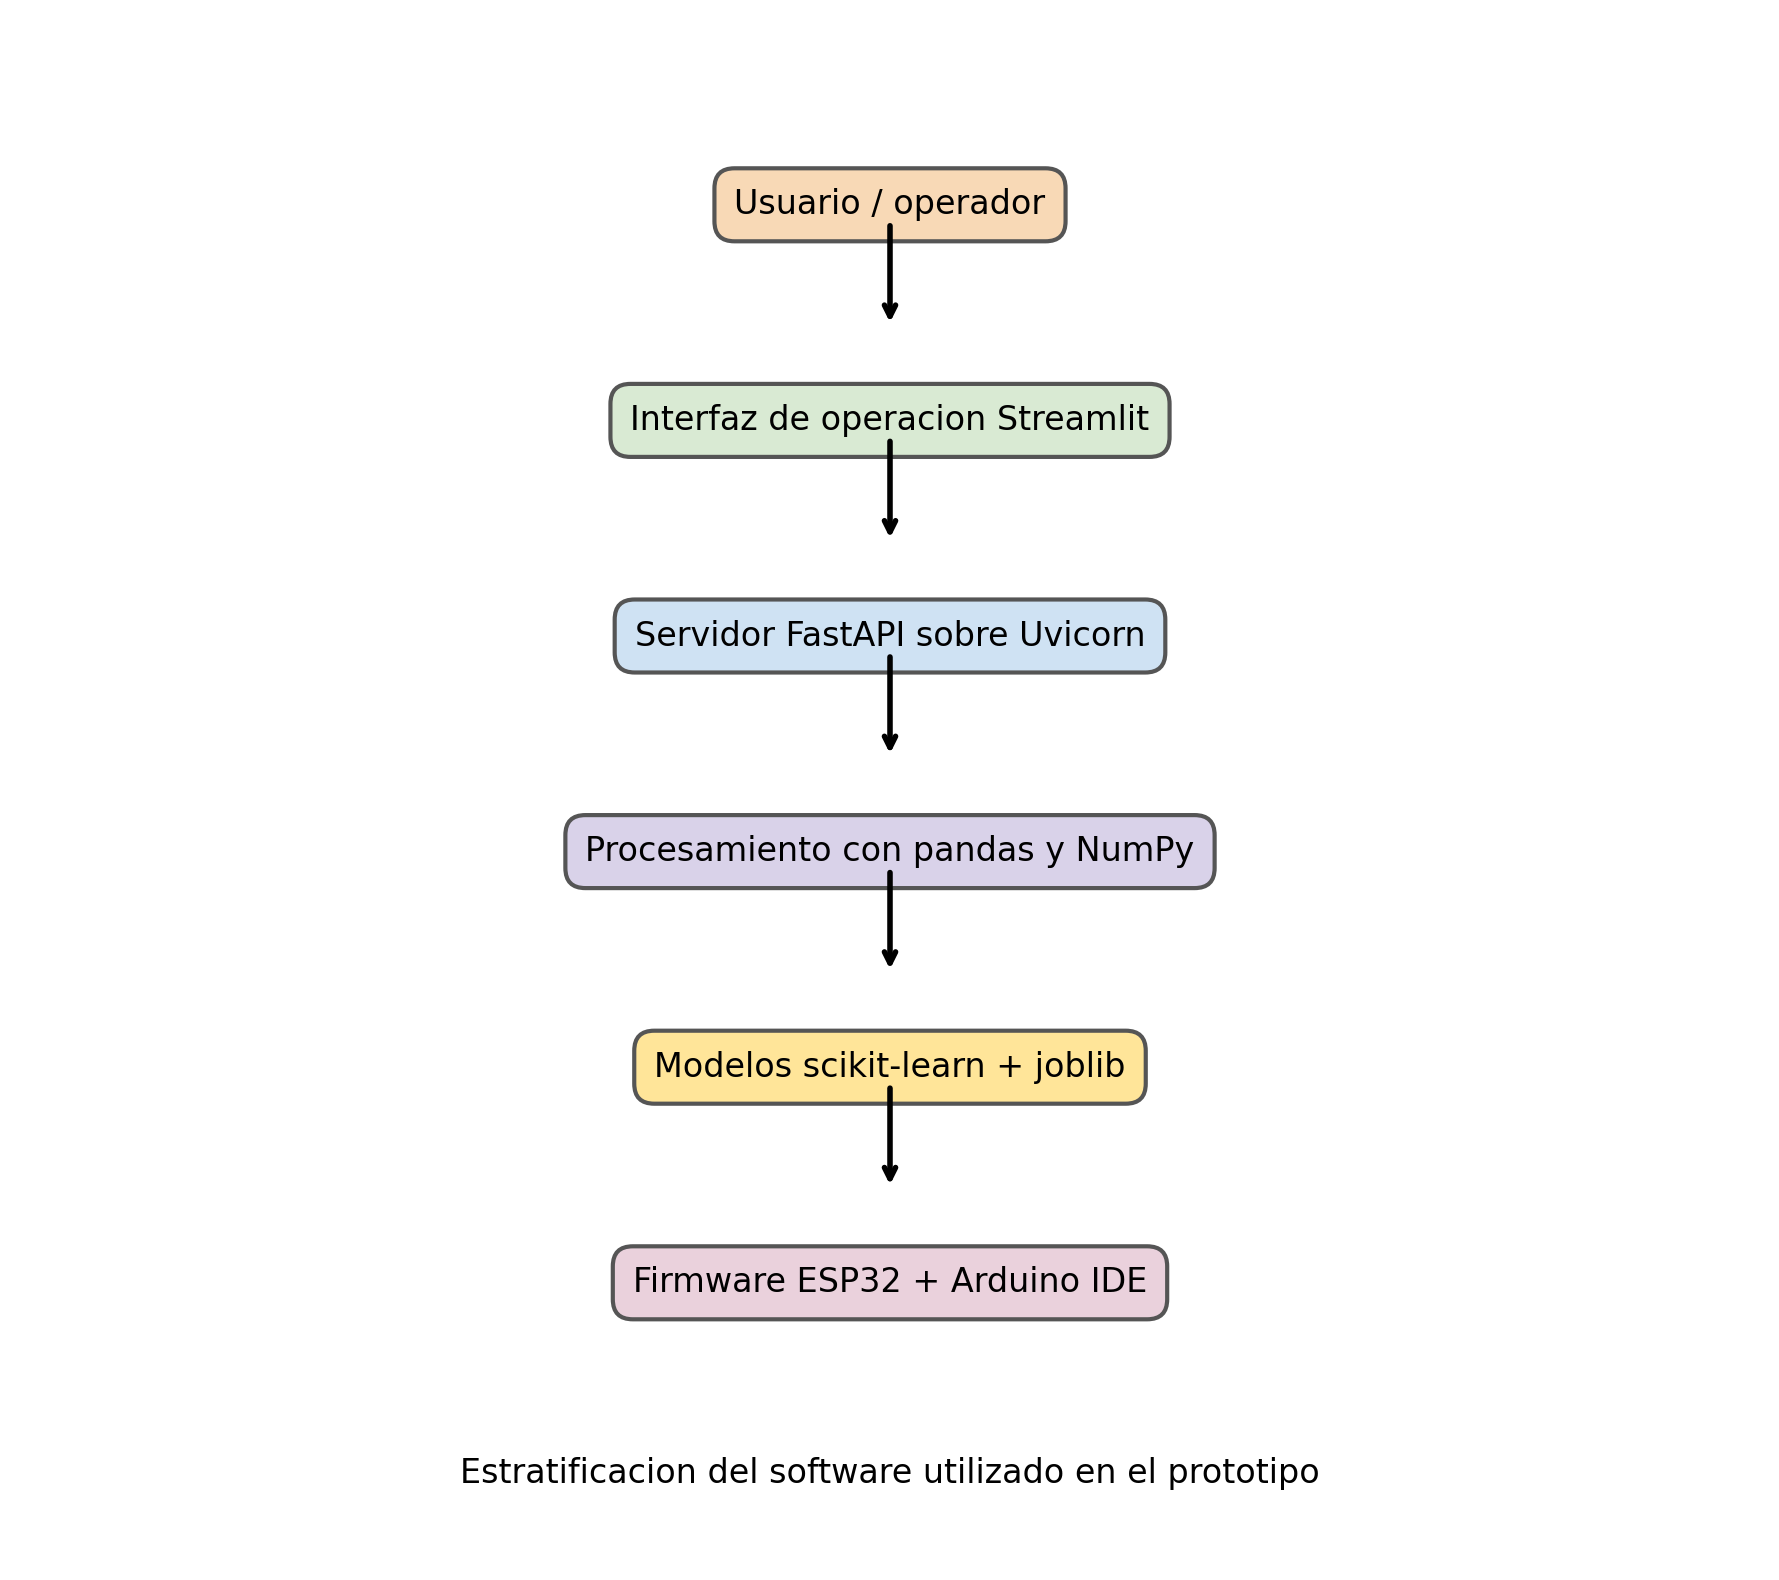 Usuario / operador
Interfaz de operacion Streamlit
Servidor FastAPI sobre Uvicorn
Procesamiento con pandas y NumPy
Modelos scikit-learn + joblib
Firmware ESP32 + Arduino IDE
Estratificacion del software utilizado en el prototipo